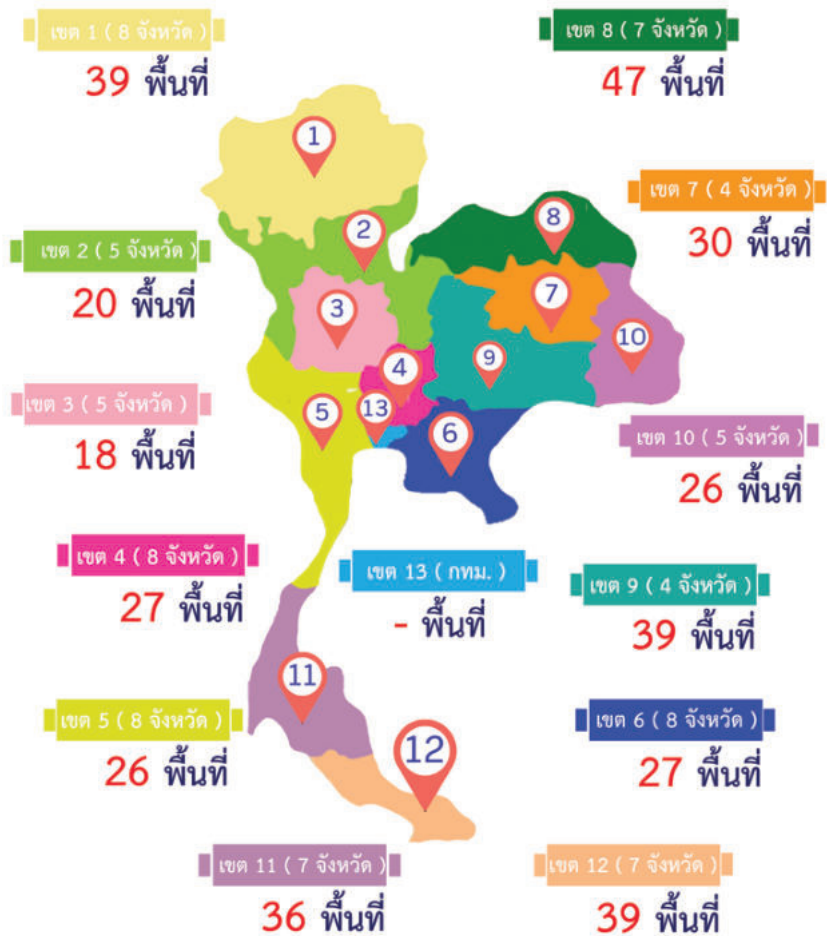 เขต 1 ( 8 จังหวัด )
39 พื้นที่
เขต 8 ( 7 จังหวัด )
47 พื้นที่
1
เขต 7 ( 4 จังหวัด )
30 พื้นที่
8
2
เขต 2 ( 5 จังหวัด )
20 พื้นที่
7
3
10
9
4
เขต 3 ( 5 จังหวัด )
18 พื้นที่
5
13
6
เขต 10 ( 5 จังหวัด )
26 พื้นที่
เขต 4 ( 8 จังหวัด )
27 พื้นที่
เขต 13 ( กทม. )
- พื้นที่
เขต 9 ( 4 จังหวัด )
39 พื้นที่
11
เขต 5 ( 8 จังหวัด )
26 พื้นที่
12
เขต 6 ( 8 จังหวัด )
27 พื้นที่
เขต 11 ( 7 จังหวัด )
36 พื้นที่
เขต 12 ( 7 จังหวัด )
39 พื้นที่